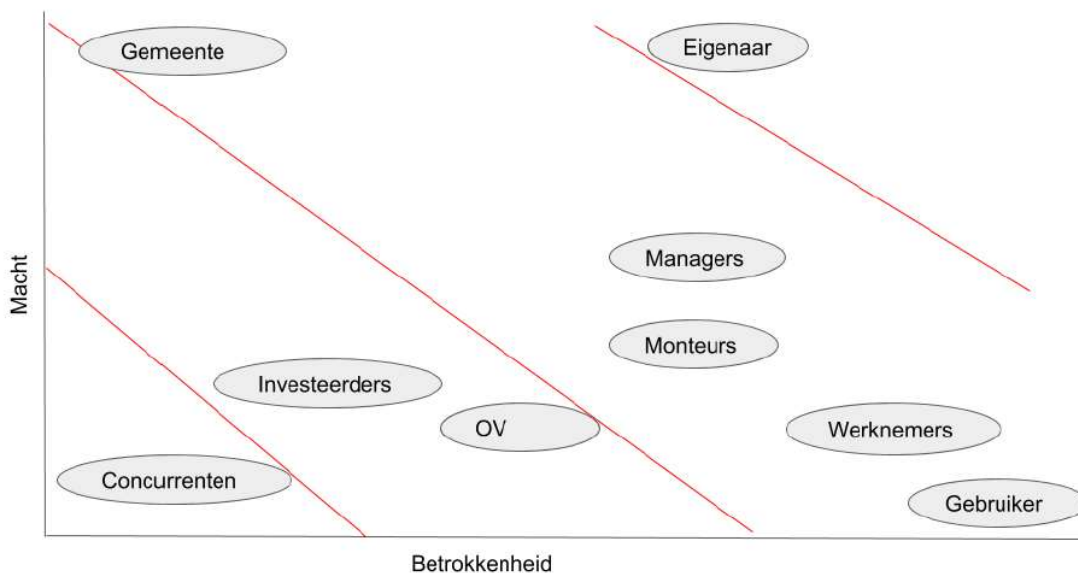 Gemeente
Eigenaar
Managers
Macht
Monteurs
Investeerders
OV
Werknemers
Concurrenten
Gebruiker
Betrokkenheid